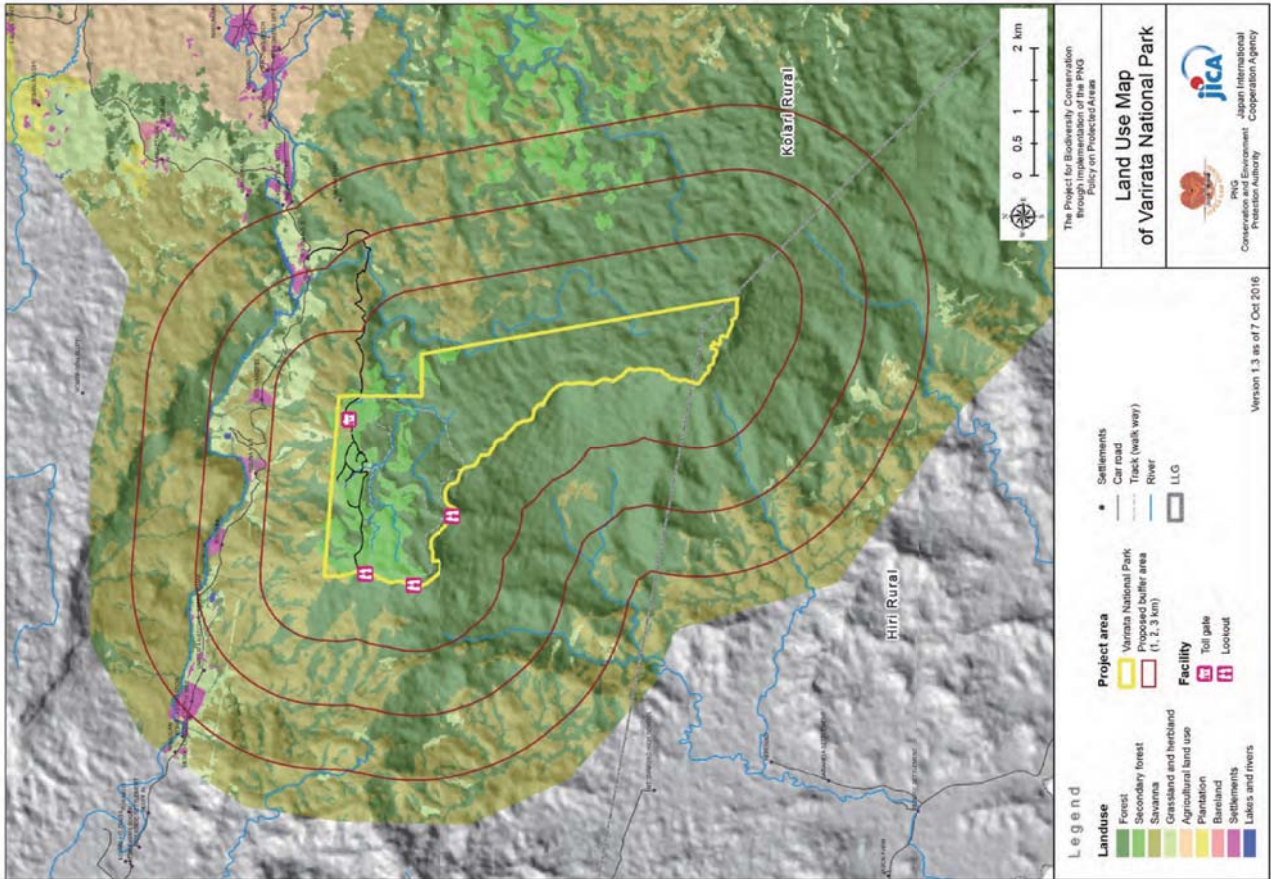 Koiari Rural
Hiri Rural
0 0.5 1 2 km
The Project for Biodiversity Conservation
through Implementation of the PNG
Policy on Protected Areas
Land Use Map
of Varirata National Park
PNG
Conservation and Environment
Protection Authority
jica
Japan International
Cooperation Agency
Legend
Landuse
Forest
Secondary forest
Savanna
Grassland and herbland
Agricultural land use
Plantation
Bareland
Settlements
Lakes and rivers
Project area
Varirata National Park
Proposed buffer area
(1, 2, 3 km)
Facility
Toll gate
Lookout
Settlements
Car road
Track (walk way)
River
LLG
Version 1.3 as of 7 Oct 2016